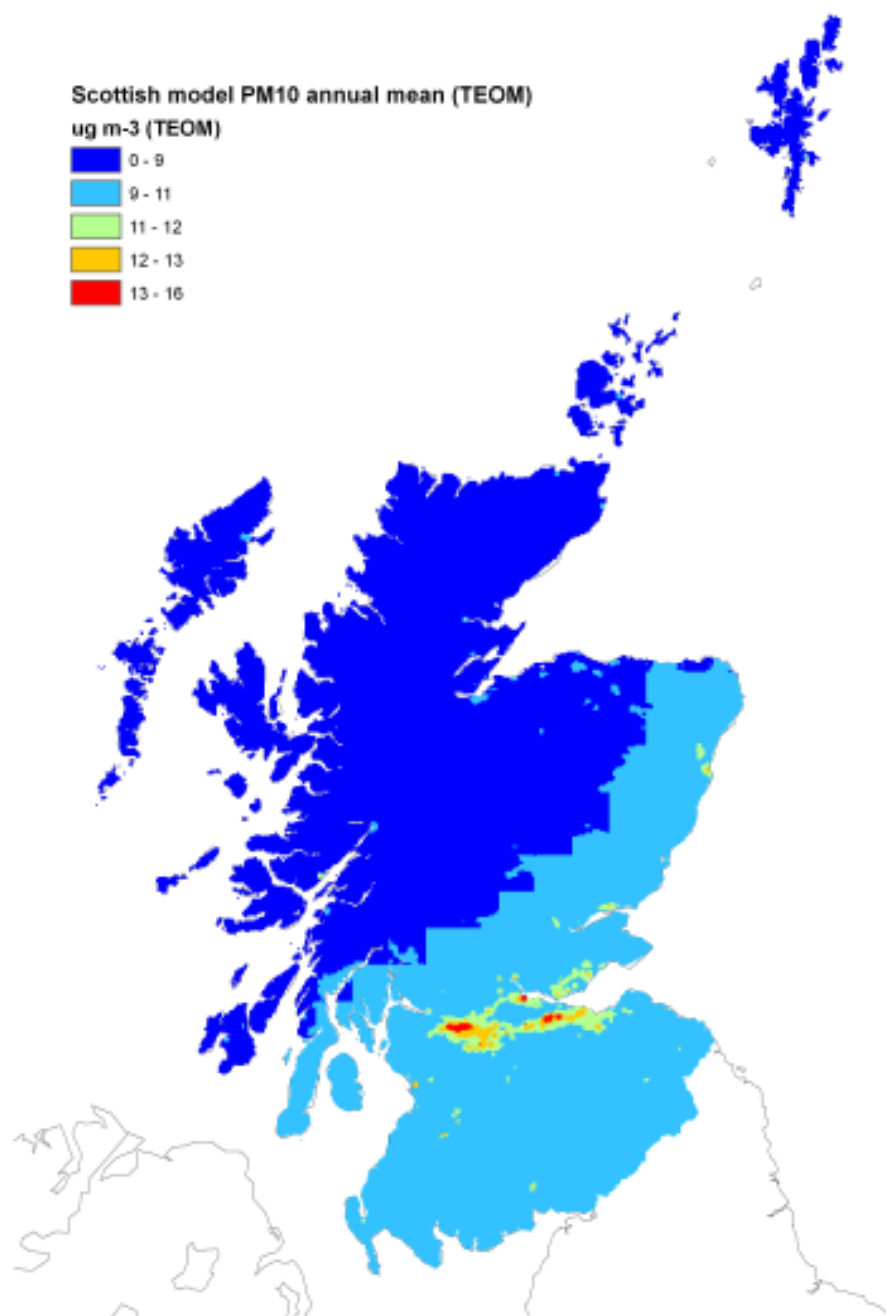 Scottish model PM10 annual mean (TEOM)
ug m-3 (TEOM)
0 - 9
9 - 11
11 - 12
12 - 13
13 - 16